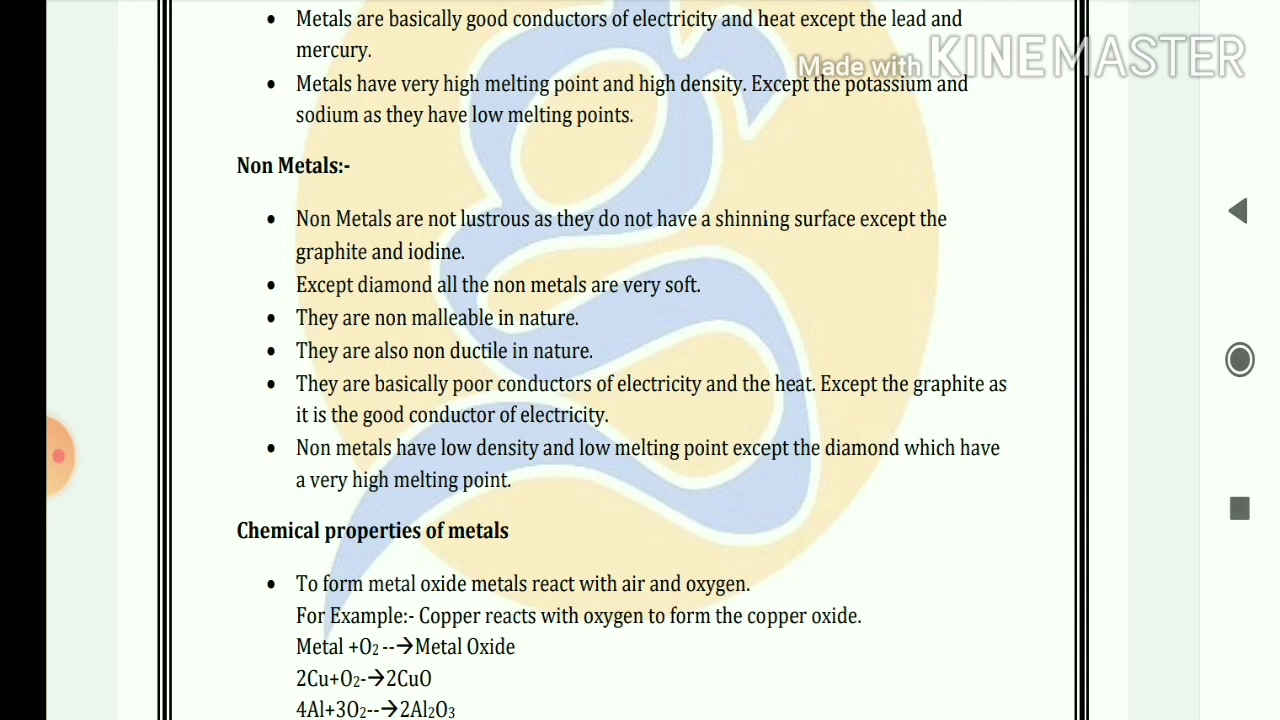 Metals are basically good conductors of electricity and heat except the lead and
mercury.
Made with KINEMASTER
Metals have very high melting point and high density. Except the potassium and
sodium as they have low melting points.
Non Metals:-
Non Metals are not lustrous as they do not have a shinning surface except the
graphite and iodine.
Except diamond all the non metals are very soft.
They are non malleable in nature.
They are also non ductile in nature.
They are basically poor conductors of electricity and the heat. Except the graphite as
it is the good conductor of electricity.
Non metals have low density and low melting point except the diamond which have
a very high melting point.
Chemical properties of metals
To form metal oxide metals react with air and oxygen.
For Example:- Copper reacts with oxygen to form the copper oxide.
Metal +O₂ --→Metal Oxide
2Cu+O₂-→2CuO
4Al+3O₂--→2Al₂O₃